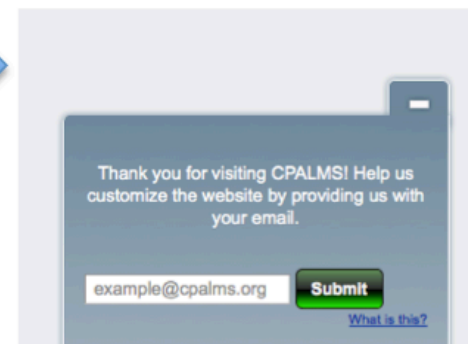 Thank you for visiting CPALMS! Help us
customize the website by providing us with
your email.
example@cpalms.org
Submit
What is this?